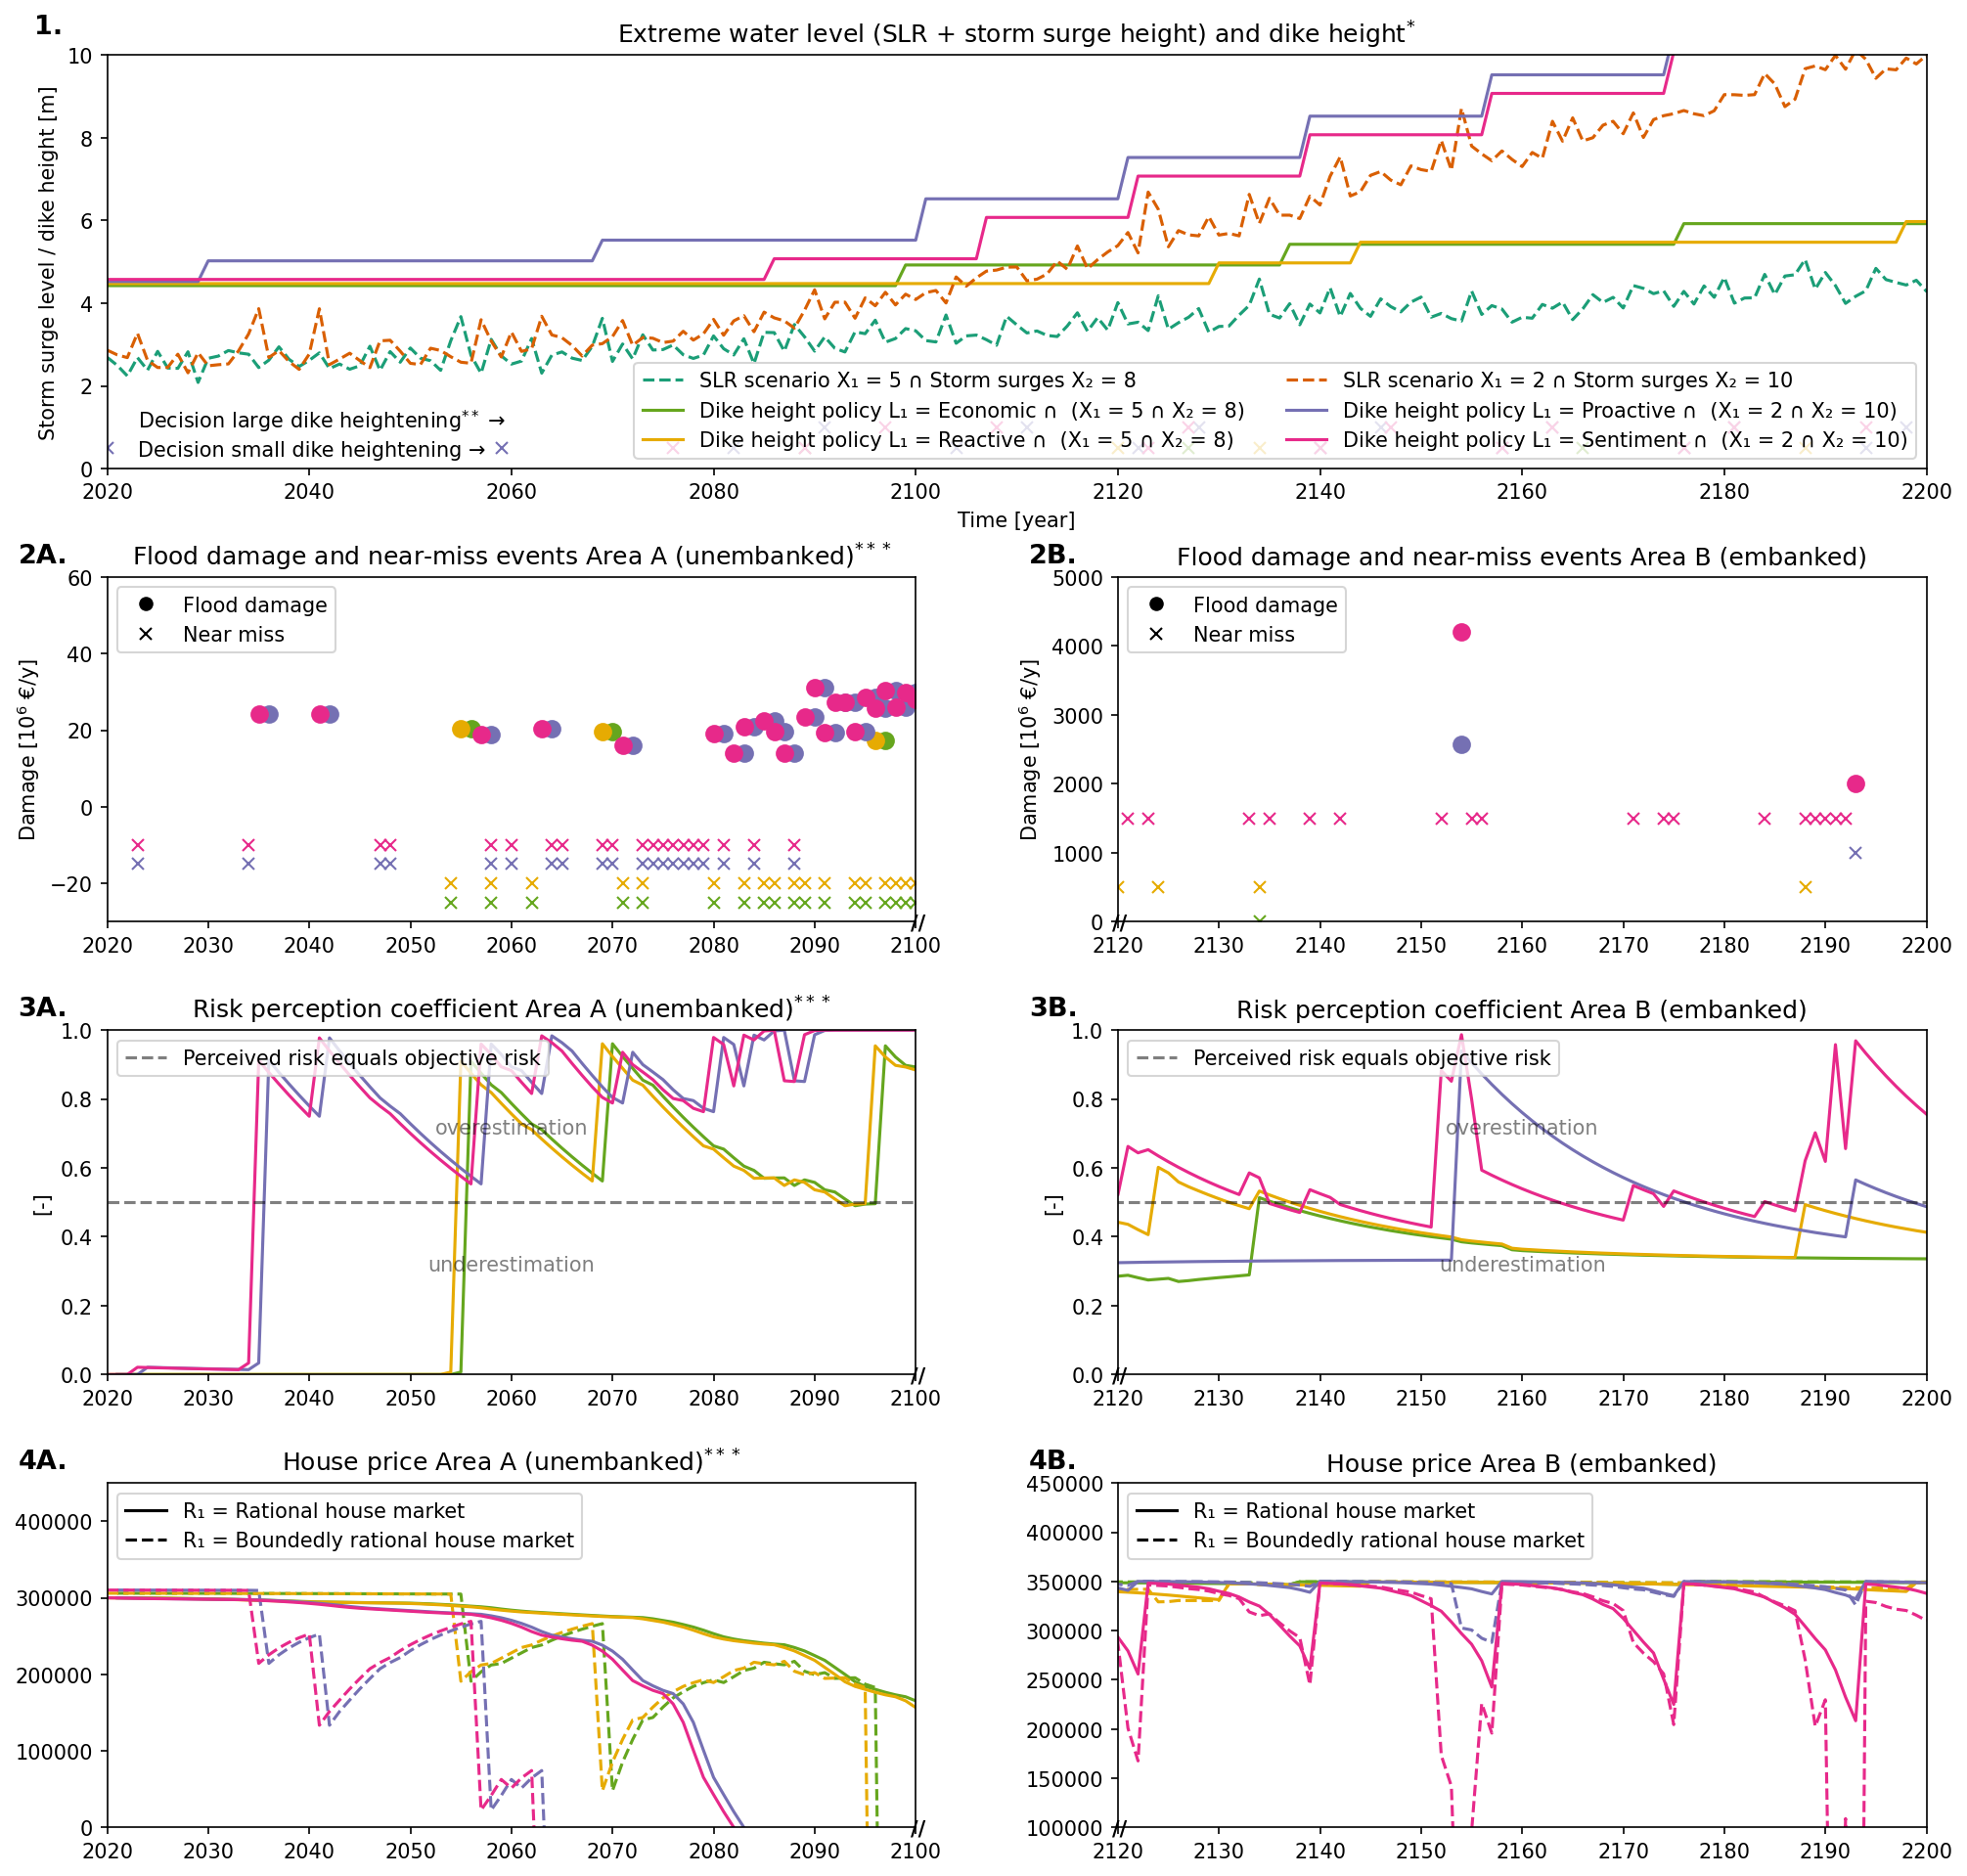 1.
Extreme water level (SLR + storm surge height) and dike height*
Storm surge level / dike height [m]
10
8
6
4
2
0
Decision large dike heightening** →
Decision small dike heightening →
SLR scenario X₁ = 5 ∩ Storm surges X₂ = 8
Dike height policy L₁ = Economic ∩ (X₁ = 5 ∩ X₂ = 8)
Dike height policy L₁ = Reactive ∩ (X₁ = 5 ∩ X₂ = 8)
SLR scenario X₁ = 2 ∩ Storm surges X₂ = 10
Dike height policy L₁ = Proactive ∩ (X₁ = 2 ∩ X₂ = 10)
Dike height policy L₁ = Sentiment ∩ (X₁ = 2 ∩ X₂ = 10)
2020 2040 2060 2080 2100 2120 2140 2160 2180 2200
Time [year]
2A.
Flood damage and near-miss events Area A (unembanked)***
Damage [10⁶ €/y]
60
40
20
0
−20
Flood damage
Near miss
2020 2030 2040 2050 2060 2070 2080 2090 2100
2B.
Flood damage and near-miss events Area B (embanked)
Damage [10⁶ €/y]
5000
4000
3000
2000
1000
0
Flood damage
Near miss
2120 2130 2140 2150 2160 2170 2180 2190 2200
3A.
Risk perception coefficient Area A (unembanked)***
[-]
1.0
0.8
0.6
0.4
0.2
0.0
Perceived risk equals objective risk
overestimation
underestimation
2020 2030 2040 2050 2060 2070 2080 2090 2100
3B.
Risk perception coefficient Area B (embanked)
[-]
1.0
0.8
0.6
0.4
0.2
0.0
Perceived risk equals objective risk
overestimation
underestimation
2120 2130 2140 2150 2160 2170 2180 2190 2200
4A.
House price Area A (unembanked)***
400000
300000
200000
100000
0
R₁ = Rational house market
R₁ = Boundedly rational house market
2020 2030 2040 2050 2060 2070 2080 2090 2100
4B.
House price Area B (embanked)
450000
400000
350000
300000
250000
200000
150000
100000
R₁ = Rational house market
R₁ = Boundedly rational house market
2120 2130 2140 2150 2160 2170 2180 2190 2200